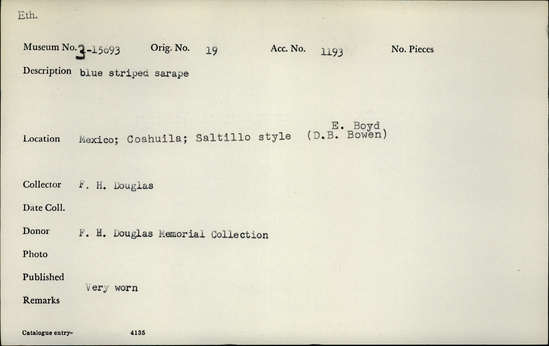 Eth.
Museum No. 3-15693 Orig. No. 19 Acc. No. 1193 No. Pieces
Description blue striped sarape
E. Boyd
Location Mexico; Coahuila; Saltillo style (D.B. Bowen)
Collector F. H. Douglas
Date Coll.
Donor F. H. Douglas Memorial Collection
Photo
Published
Very worn
Remarks
Catalogue entry- 4135